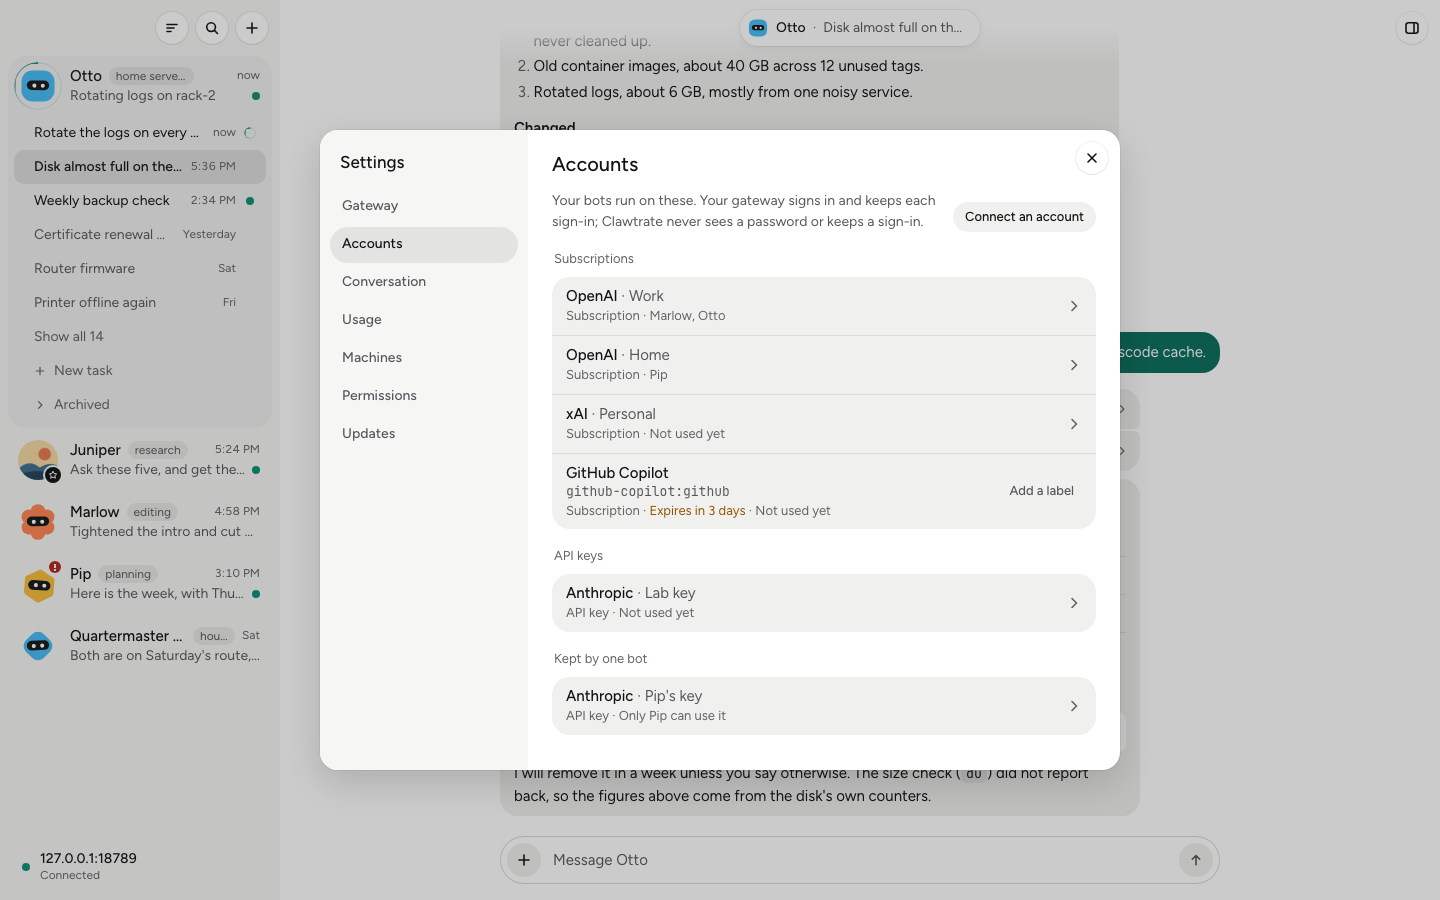 Otto home serve... now
Rotating logs on rack-2
Rotate the logs on every ... now
Disk almost full on the... 5:36 PM
Weekly backup check 2:34 PM
Certificate renewal ... Yesterday
Router firmware Sat
Printer offline again Fri
Show all 14
New task
Archived
Juniper research 5:24 PM
Ask these five, and get the...
Marlow editing 4:58 PM
Tightened the intro and cut ...
Pip planning 3:10 PM
Here is the week, with Thu...
Quartermaster ... hou... Sat
Both are on Saturday's route,...
127.0.0.1:18789
Connected
Otto · Disk almost full on th...
never cleaned up.
2. Old container images, about 40 GB across 12 unused tags.
3. Rotated logs, about 6 GB, mostly from one noisy service.
Changed
scode cache.
Settings
Gateway
Accounts
Conversation
Usage
Machines
Permissions
Updates
Accounts
Your bots run on these. Your gateway signs in and keeps each
sign-in; Clawtrate never sees a password or keeps a sign-in.
Connect an account
Subscriptions
OpenAI · Work
Subscription · Marlow, Otto
OpenAI · Home
Subscription · Pip
xAI · Personal
Subscription · Not used yet
GitHub Copilot
github-copilot:github
Subscription · Expires in 3 days · Not used yet
Add a label
API keys
Anthropic · Lab key
API key · Not used yet
Kept by one bot
Anthropic · Pip's key
API key · Only Pip can use it
I will remove it in a week unless you say otherwise. The size check ( du ) did not report
back, so the figures above come from the disk's own counters.
Message Otto